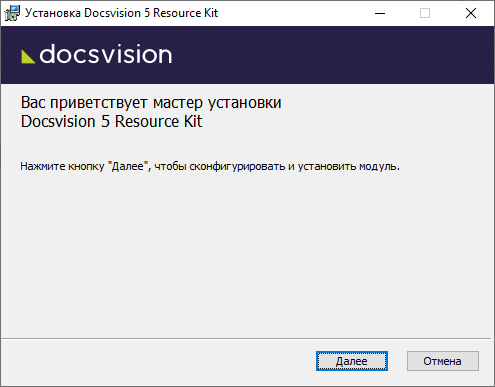 Установка Docsvision 5 Resource Kit
docsvision
Вас приветствует мастер установки
Docsvision 5 Resource Kit
Нажмите кнопку "Далее", чтобы сконфигурировать и установить модуль.
Далее
Отмена